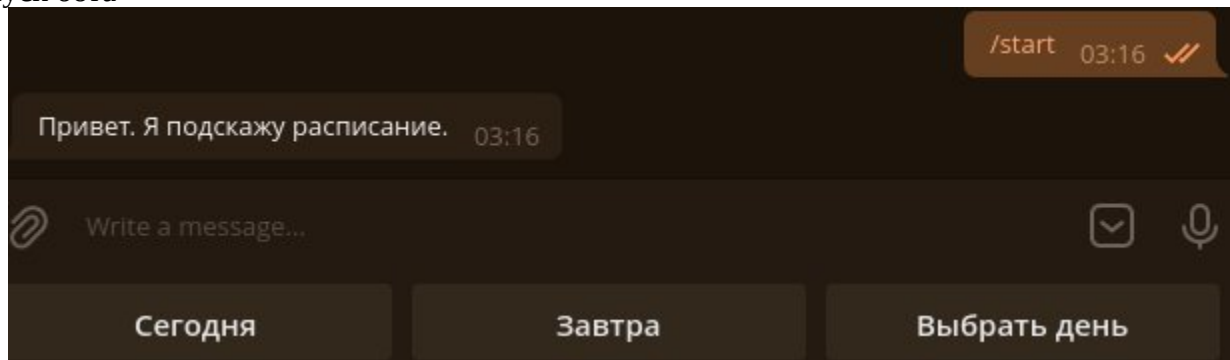 /start 03:16
Привет. Я подскажу расписание. 03:16
Write a message...
Сегодня Завтра Выбрать день